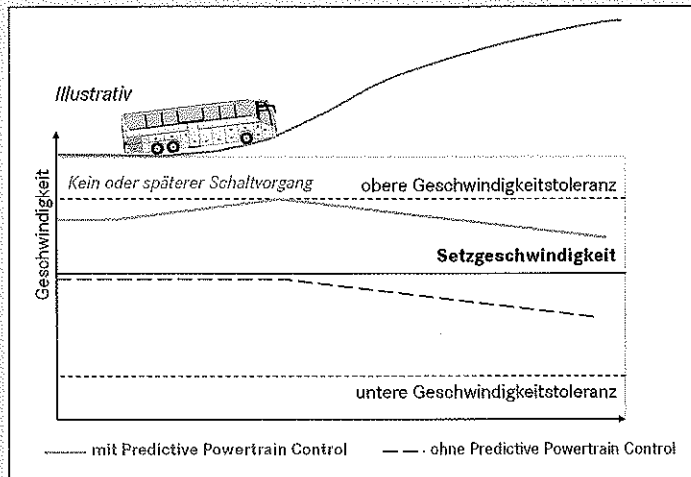 Illustrativ
Kein oder späterer Schaltvorgang
obere Geschwindigkeitstoleranz
Geschwindigkeit
Setzgeschwindigkeit
untere Geschwindigkeitstoleranz
mit Predictive Powertrain Control
ohne Predictive Powertrain Control